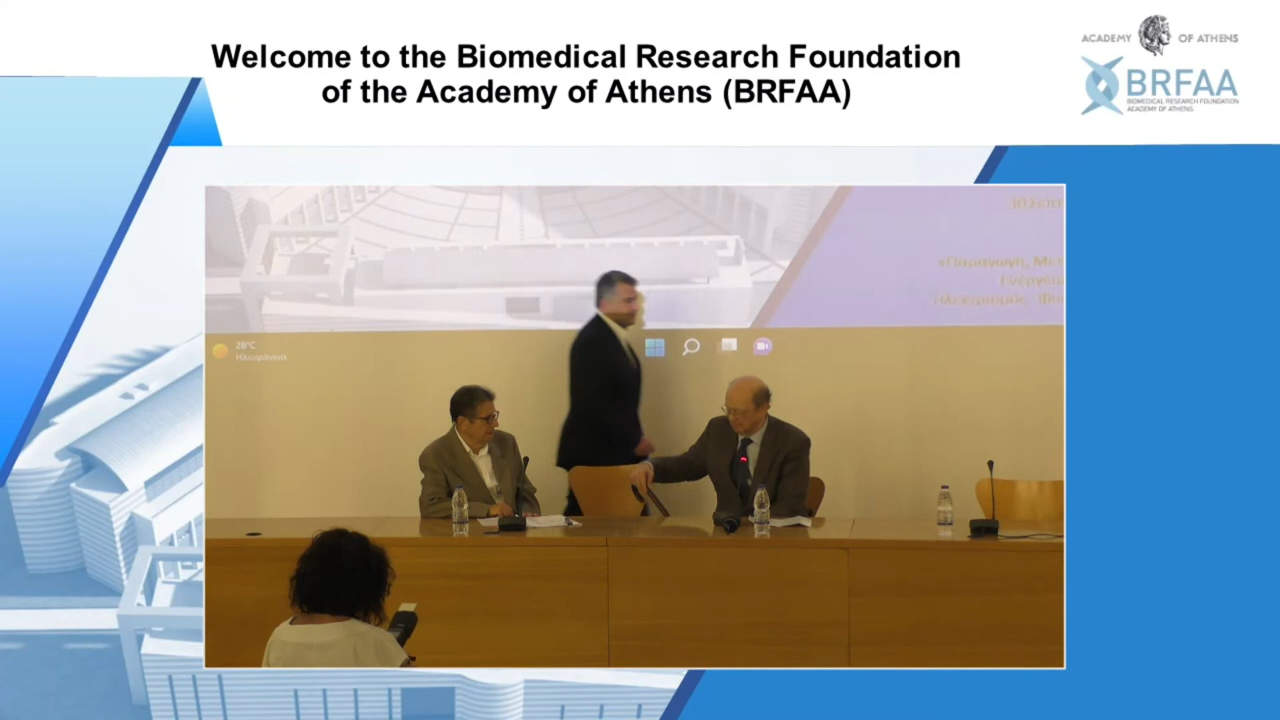 Welcome to the Biomedical Research Foundation
of the Academy of Athens (BRFAA)
ACADEMY OF ATHENS
BRFAA
BIOMEDICAL RESEARCH FOUNDATION
ACADEMY OF ATHENS
«Παραγωγή,
28°C
Ηλιοφάνεια